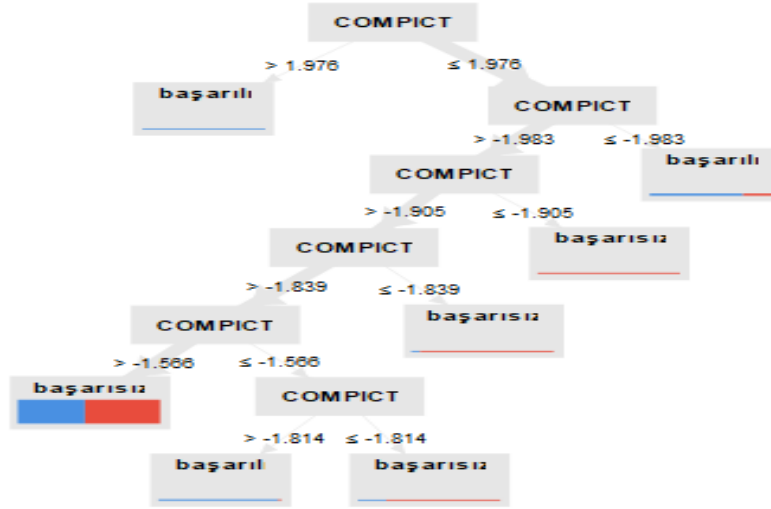 COMPICT
> 1.976 ≤ 1.976
başarılı
COMPICT
> -1.983 ≤ -1.983
COMPICT
başarılı
> -1.905 ≤ -1.905
COMPICT
başarısız
> -1.839 ≤ -1.839
COMPICT
başarısız
> -1.566 ≤ -1.566
başarısız
COMPICT
> -1.814 ≤ -1.814
başarılı
başarısız